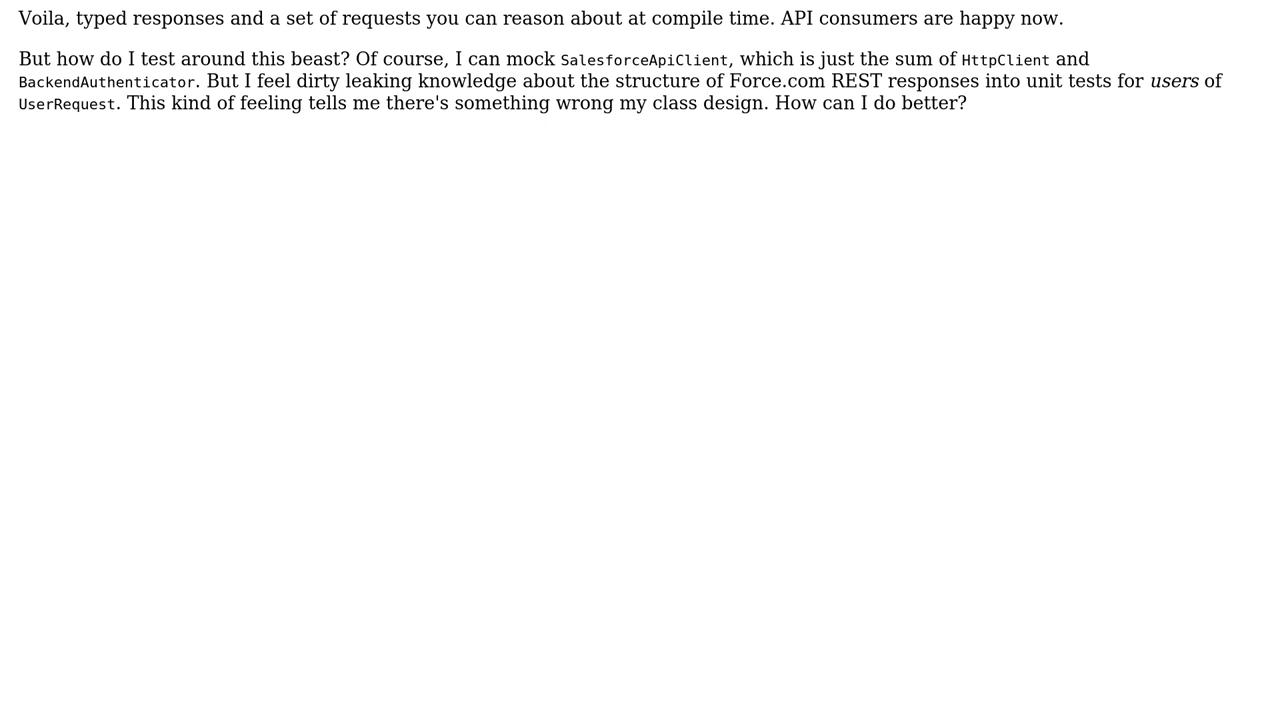 Voila, typed responses and a set of requests you can reason about at compile time. API consumers are happy now.
But how do I test around this beast? Of course, I can mock SalesforceApiClient, which is just the sum of HttpClient and
BackendAuthenticator. But I feel dirty leaking knowledge about the structure of Force.com REST responses into unit tests for users of
UserRequest. This kind of feeling tells me there's something wrong my class design. How can I do better?